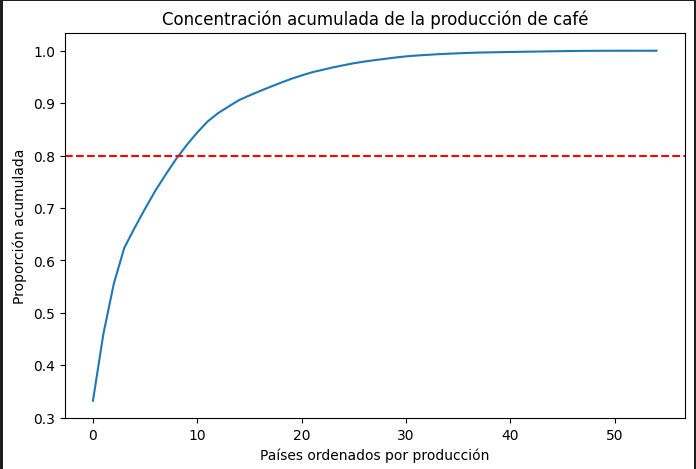 Concentración acumulada de la producción de café
1.0
0.9
0.8
0.7
0.6
0.5
0.4
0.3
Proporción acumulada
0 10 20 30 40 50
Países ordenados por producción